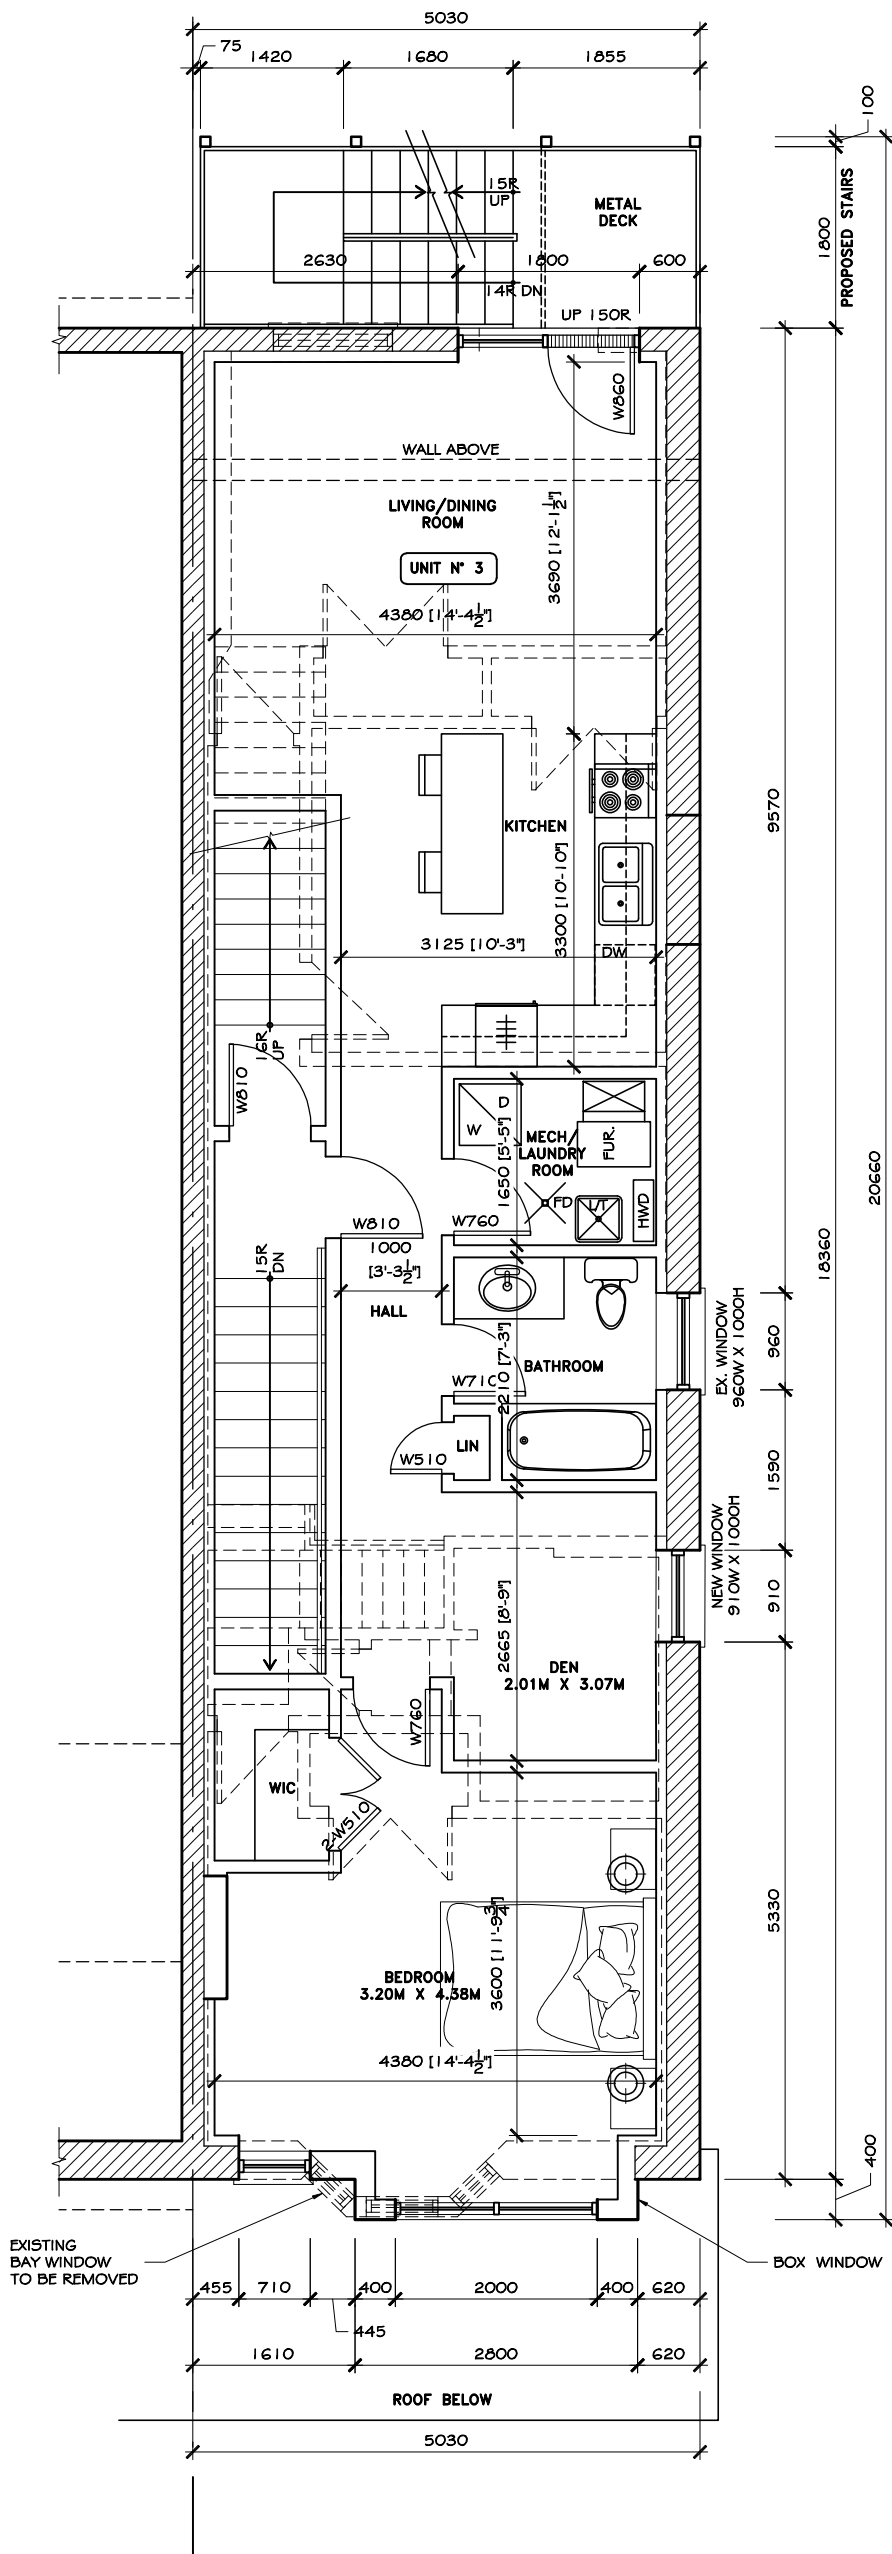 5030
75
1420
1680
1855
100
15R
UP
METAL
DECK
1800
PROPOSED STAIRS
2630
1800
600
14R DN
UP 150R
W860
WALL ABOVE
LIVING/DINING
ROOM
3690 [12'-1½"]
UNIT N° 3
4380 [14'-4½"]
9570
KITCHEN
3300 [10'-10"]
3125 [10'-3"]
DW
16R
UP
W810
D
W
MECH/
LAUNDRY
ROOM
FUR.
1650 [5'-5"]
FD
L/T
HWD
20660
18360
W810
W760
1000
[3'-3½"]
15R
DN
HALL
2210 [7'-3"]
BATHROOM
W710
EX. WINDOW
960W X 1000H
960
LIN
W510
1590
NEW WINDOW
910W X 1000H
910
2665 [8'-9"]
DEN
2.01M X 3.07M
W760
WIC
2-W510
5330
3600 [11'-9¾"]
BEDROOM
3.20M X 4.38M
4380 [14'-4½"]
400
EXISTING
BAY WINDOW
TO BE REMOVED
BOX WINDOW
455
710
400
2000
400
620
445
1610
2800
620
ROOF BELOW
5030